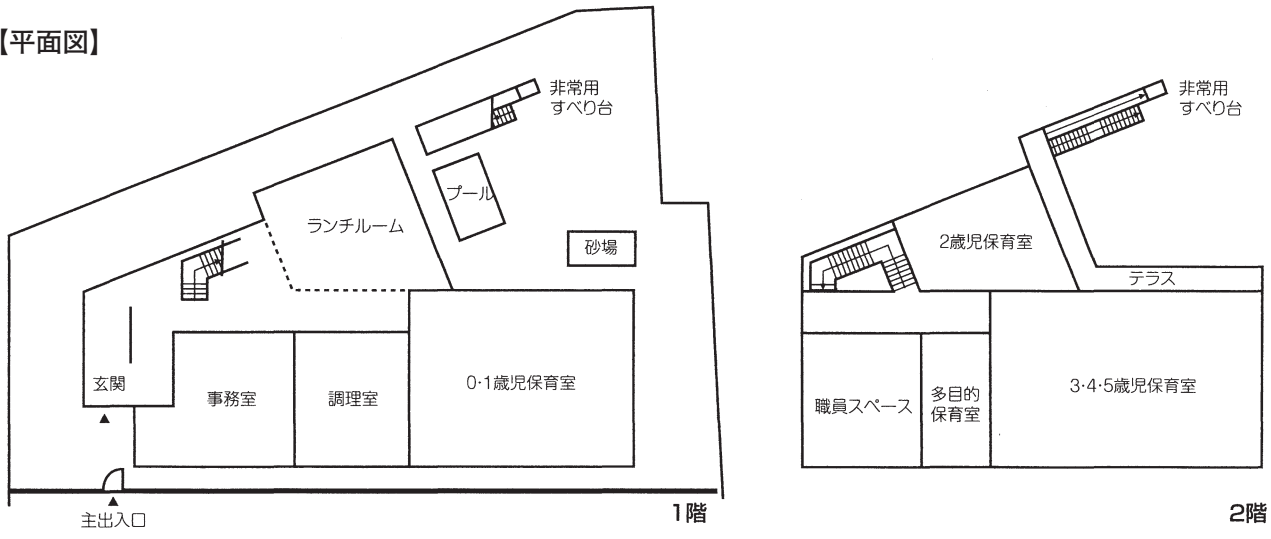 【平面図】
非常用
すべり台
プール
ランチルーム
砂場
玄関
事務室
調理室
0・1歳児保育室
主出入口
1階
非常用
すべり台
2歳児保育室
テラス
職員スペース
多目的
保育室
3・4・5歳児保育室
2階